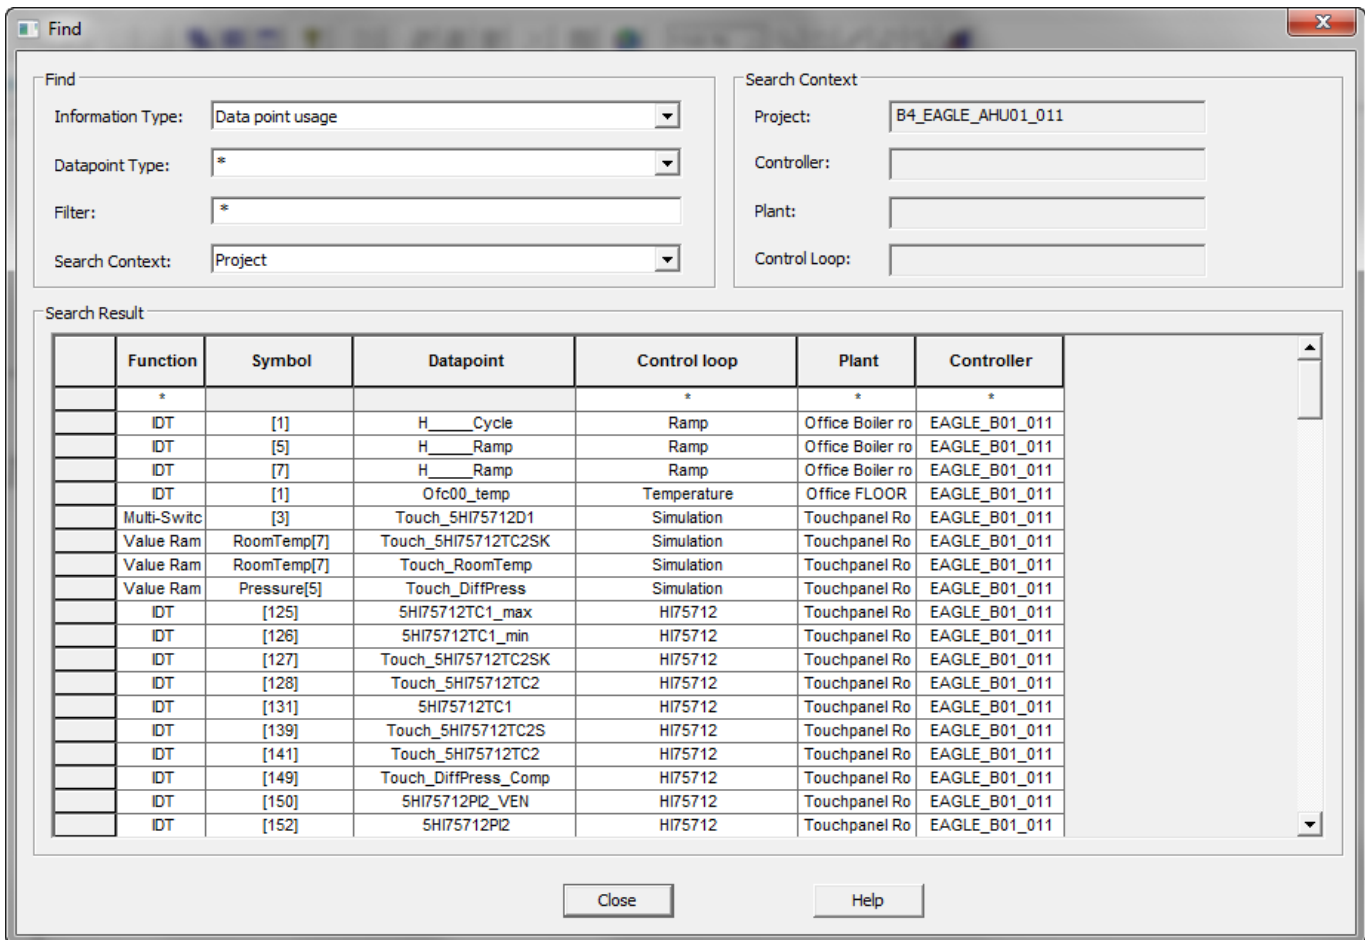 Find
Find
Information Type: Data point usage
Datapoint Type: *
Filter: *
Search Context: Project
Search Context
Project: B4_EAGLE_AHU01_011
Controller:
Plant:
Control Loop:
Search Result
Function Symbol Datapoint Control loop Plant Controller
* * * *
IDT [1] H_____Cycle Ramp Office Boiler ro EAGLE_B01_011
IDT [5] H_____Ramp Ramp Office Boiler ro EAGLE_B01_011
IDT [7] H_____Ramp Ramp Office Boiler ro EAGLE_B01_011
IDT [1] Ofc00_temp Temperature Office FLOOR EAGLE_B01_011
Multi-Switc [3] Touch_5HI75712D1 Simulation Touchpanel Ro EAGLE_B01_011
Value Ram RoomTemp[7] Touch_5HI75712TC2SK Simulation Touchpanel Ro EAGLE_B01_011
Value Ram RoomTemp[7] Touch_RoomTemp Simulation Touchpanel Ro EAGLE_B01_011
Value Ram Pressure[5] Touch_DiffPress Simulation Touchpanel Ro EAGLE_B01_011
IDT [125] 5HI75712TC1_max HI75712 Touchpanel Ro EAGLE_B01_011
IDT [126] 5HI75712TC1_min HI75712 Touchpanel Ro EAGLE_B01_011
IDT [127] Touch_5HI75712TC2SK HI75712 Touchpanel Ro EAGLE_B01_011
IDT [128] Touch_5HI75712TC2 HI75712 Touchpanel Ro EAGLE_B01_011
IDT [131] 5HI75712TC1 HI75712 Touchpanel Ro EAGLE_B01_011
IDT [139] Touch_5HI75712TC2S HI75712 Touchpanel Ro EAGLE_B01_011
IDT [141] Touch_5HI75712TC2 HI75712 Touchpanel Ro EAGLE_B01_011
IDT [149] Touch_DiffPress_Comp HI75712 Touchpanel Ro EAGLE_B01_011
IDT [150] 5HI75712PI2_VEN HI75712 Touchpanel Ro EAGLE_B01_011
IDT [152] 5HI75712PI2 HI75712 Touchpanel Ro EAGLE_B01_011
Close Help